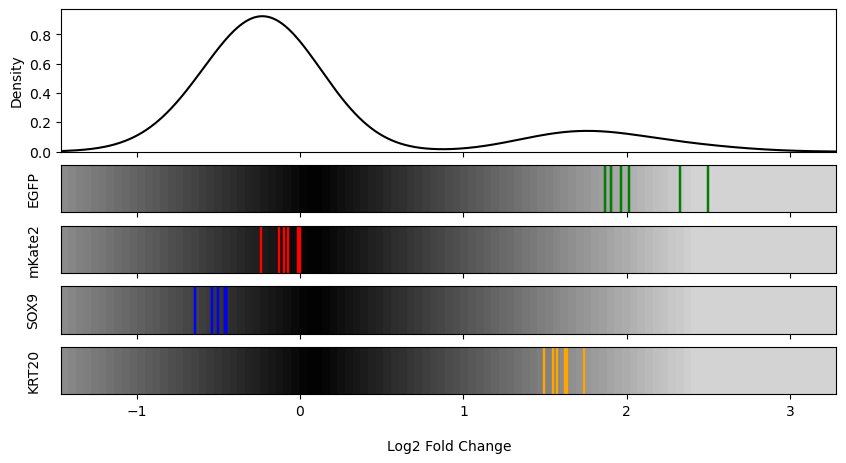 Density
0.8
0.6
0.4
0.2
0.0
EGFP
mKate2
SOX9
KRT20
−1 0 1 2 3
Log2 Fold Change